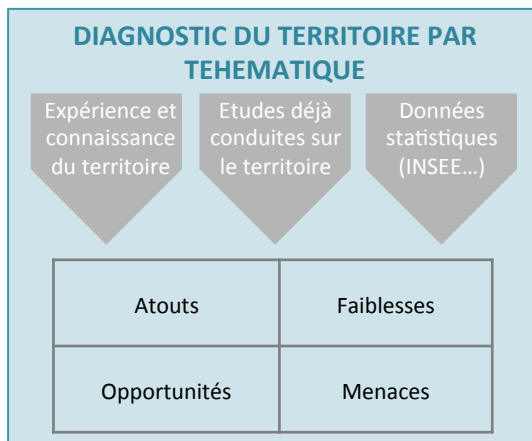 DIAGNOSTIC DU TERRITOIRE PAR
TEHEMATIQUE
Expérience et
connaissance
du territoire
Etudes déjà
conduites sur
le territoire
Données
statistiques
(INSEE...)
Atouts
Faiblesses
Opportunités
Menaces